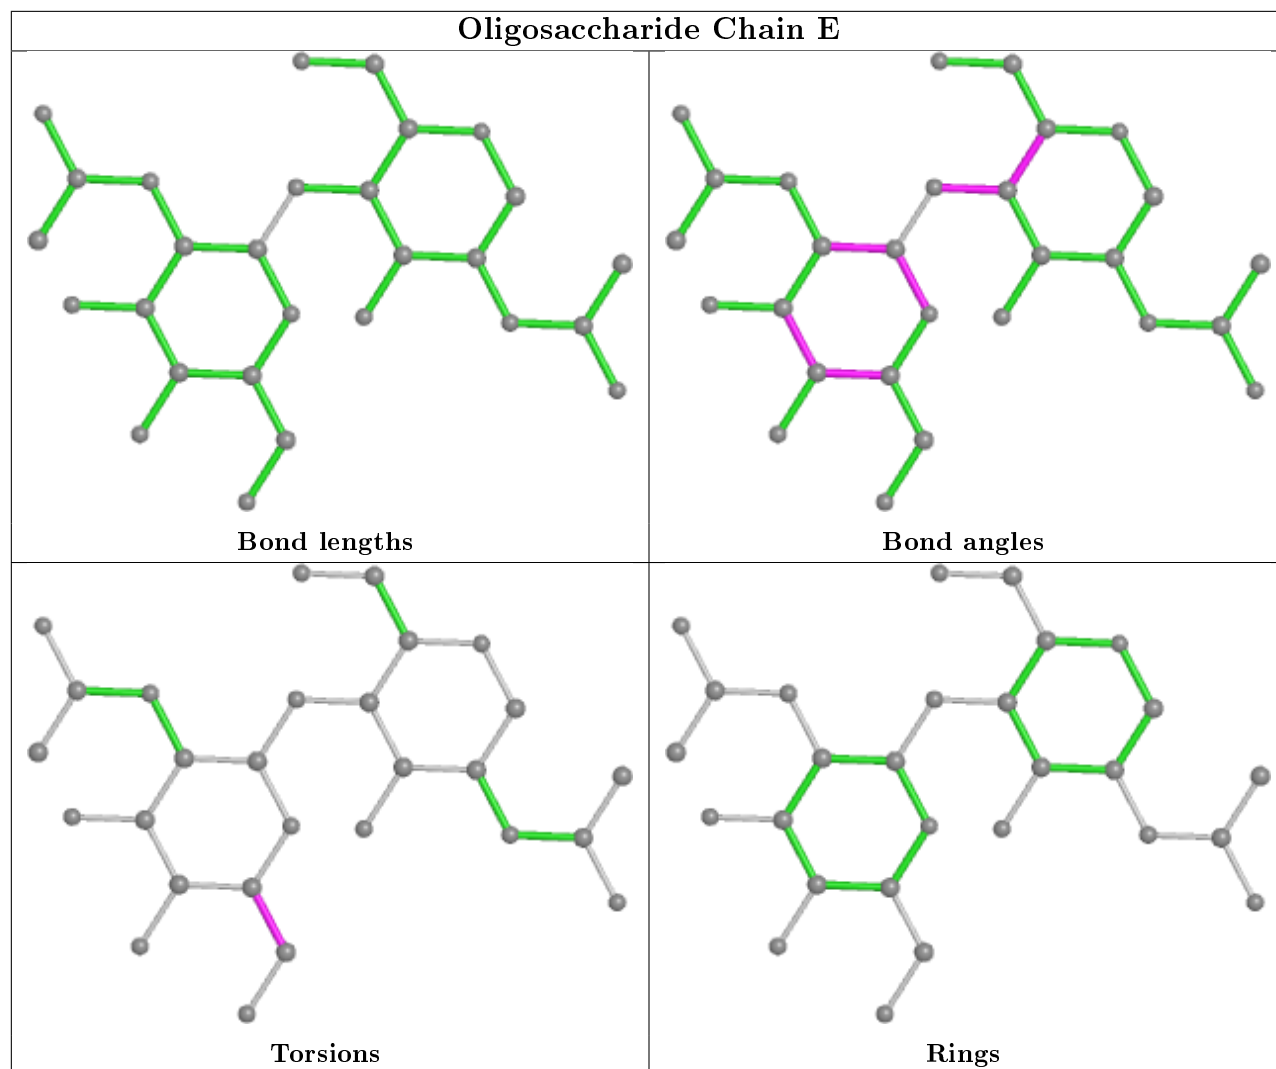 Oligosaccharide Chain E
Bond lengths
Bond angles
Torsions
Rings